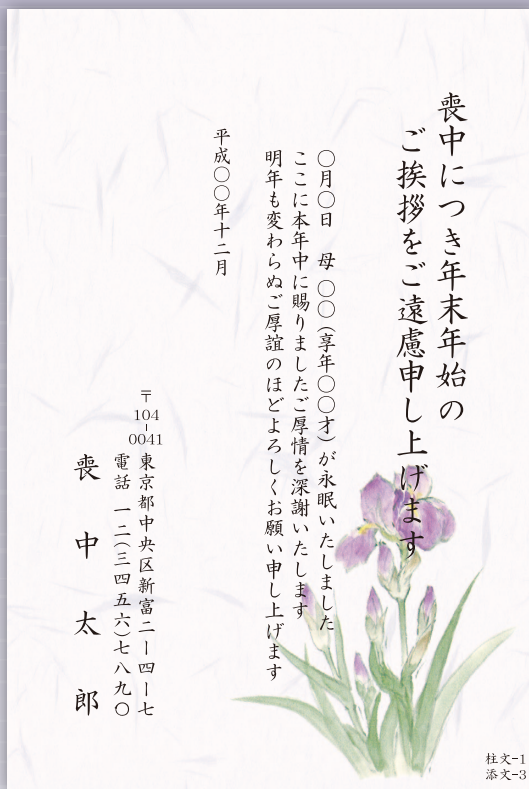 喪中につき年末年始の
ご挨拶をご遠慮申し上げます
〇月〇日　母　〇〇（享年〇〇才）が永眠いたしました
ここに本年中に賜りましたご厚情を深謝いたします
明年も変わらぬご厚誼のほどよろしくお願い申し上げます
平成〇〇年十二月
〒104-0041
東京都中央区新富二ー四ー七
電話　一二（三四五六）七八九〇
喪中太郎
柱文-1
添文-3